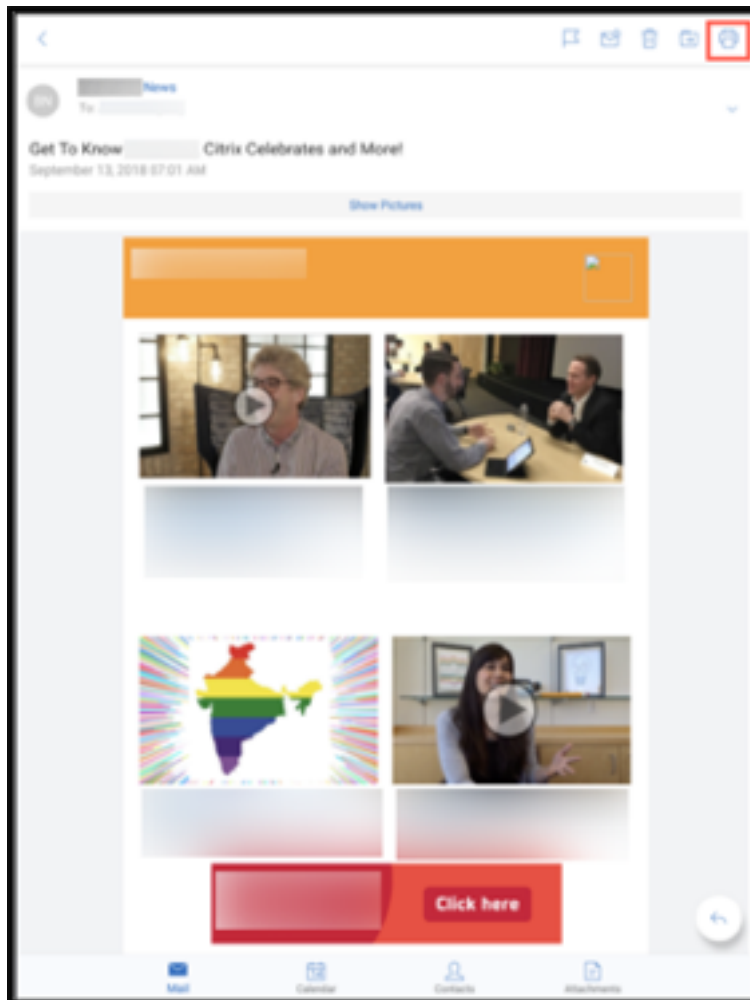 News
To:
Get To Know Citrix Celebrates and More!
September 13, 2018 07:01 AM
Show Pictures
Click here
Mail
Calendar
Contacts
Attachments